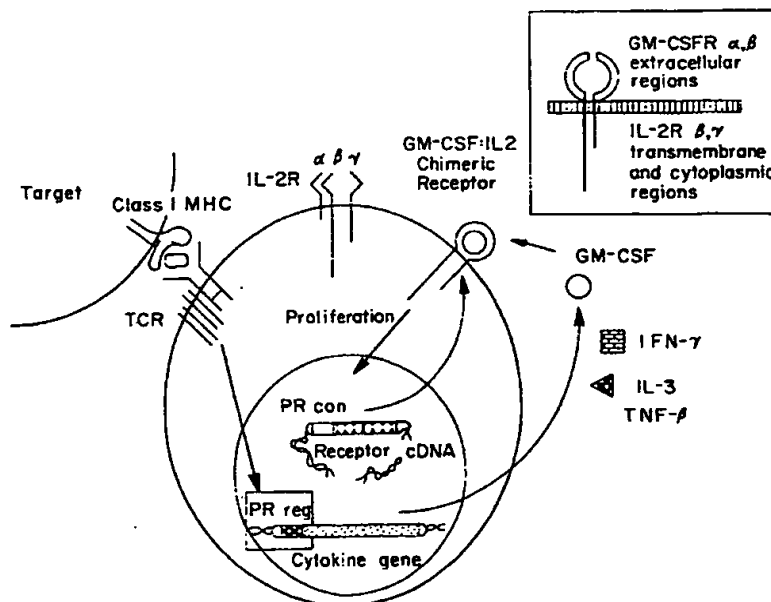 GM-CSFR α,β
extracellular
regions
IL-2R β,γ
transmembrane
and cytoplasmic
regions
GM-CSF:IL2
Chimeric
Receptor
α β γ
IL-2R
Target
Class I MHC
TCR
Proliferation
GM-CSF
IFN-γ
IL-3
TNF-β
PR con
Receptor cDNA
PR reg
Cytokine gene